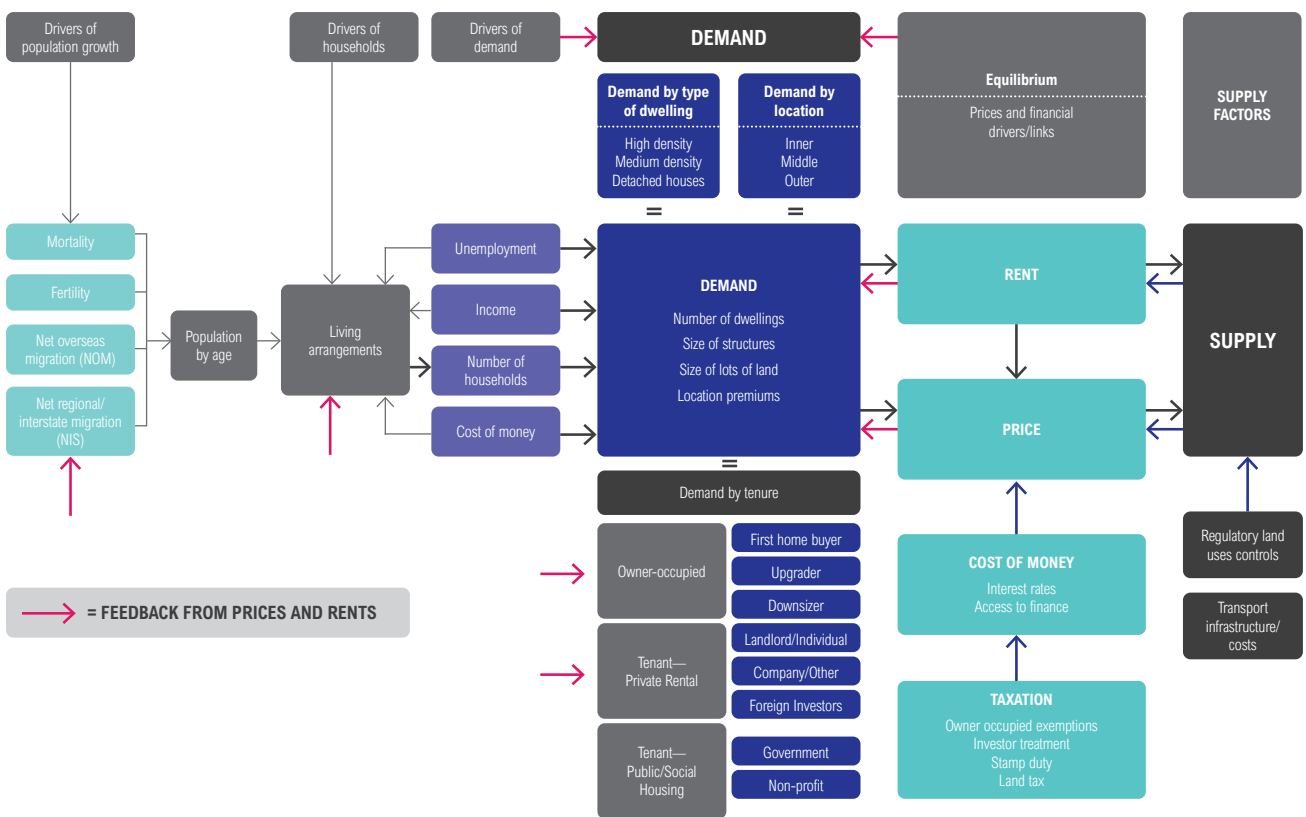 Drivers of
population growth
Drivers of
households
Drivers of
demand
DEMAND
Demand by type
of dwelling
High density
Medium density
Detached houses
Demand by
location
Inner
Middle
Outer
Equilibrium
Prices and financial
drivers/links
SUPPLY
FACTORS
=
=
Mortality
Fertility
Net overseas
migration (NOM)
Net regional/
interstate migration
(NIS)
Population
by age
Living
arrangements
Unemployment
Income
Number of
households
Cost of money
DEMAND
Number of dwellings
Size of structures
Size of lots of land
Location premiums
RENT
PRICE
SUPPLY
=
Demand by tenure
Owner-occupied
First home buyer
Upgrader
Downsizer
Tenant—
Private Rental
Landlord/Individual
Company/Other
Foreign Investors
Tenant—
Public/Social
Housing
Government
Non-profit
COST OF MONEY
Interest rates
Access to finance
TAXATION
Owner occupied exemptions
Investor treatment
Stamp duty
Land tax
Regulatory land
uses controls
Transport
infrastructure/
costs
= FEEDBACK FROM PRICES AND RENTS